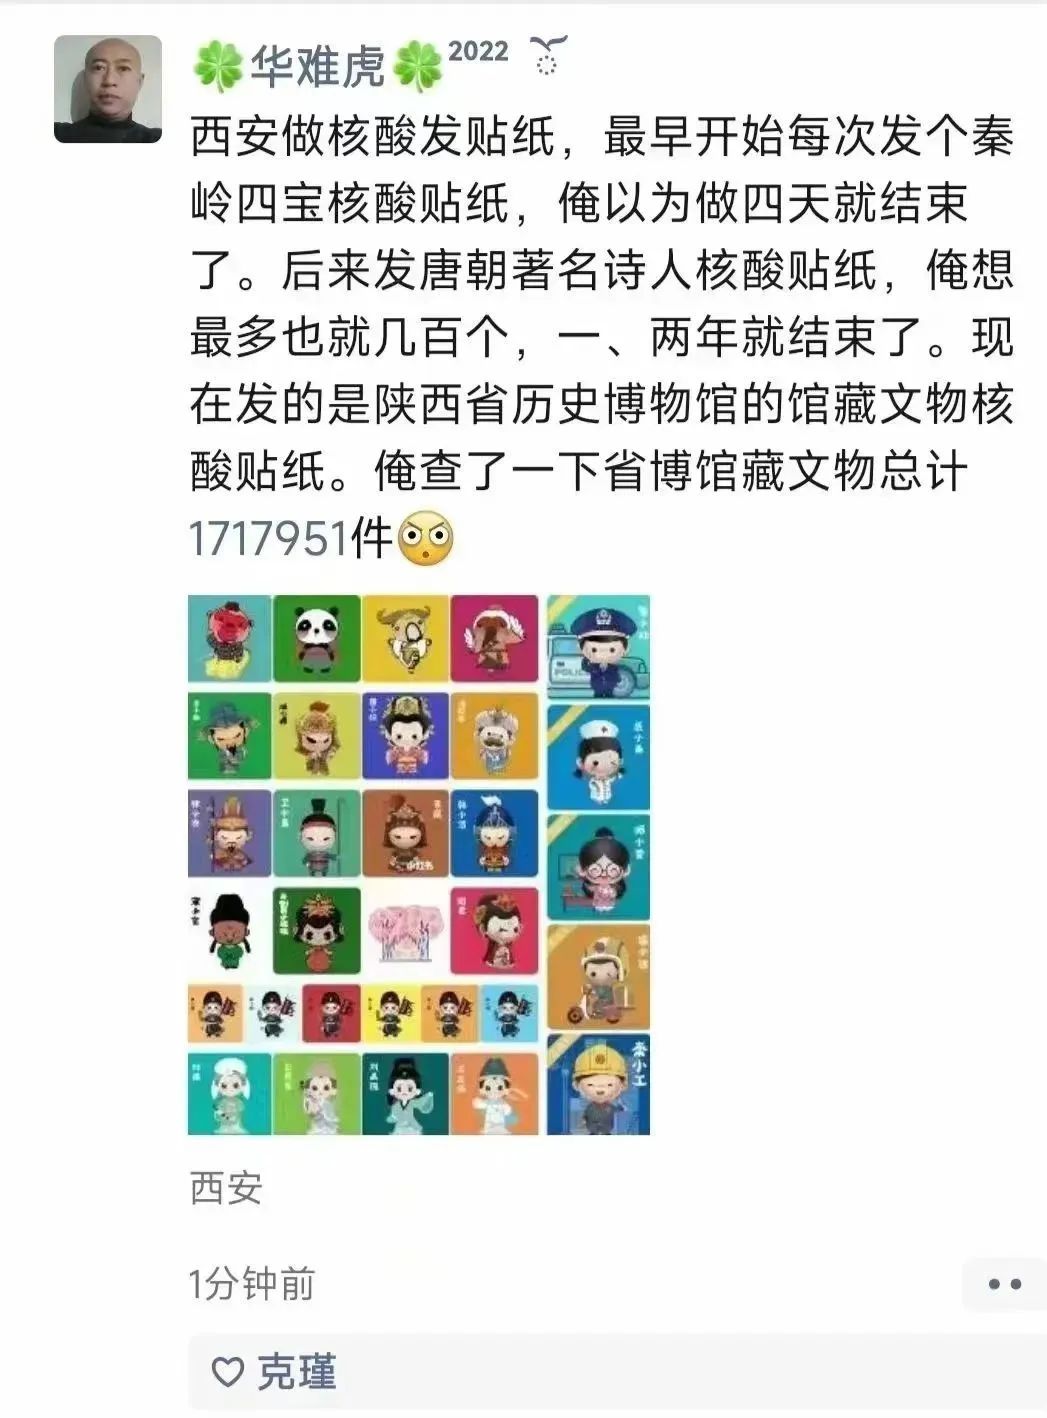 🍀华难虎🍀²⁰²²
西安做核酸发贴纸，最早开始每次发个秦
岭四宝核酸贴纸，俺以为做四天就结束
了。后来发唐朝著名诗人核酸贴纸，俺想
最多也就几百个，一、两年就结束了。现
在发的是陕西省历史博物馆的馆藏文物核
酸贴纸。俺查了一下省博馆藏文物总计
1717951件
秦小工
西安
1分钟前
克瑾